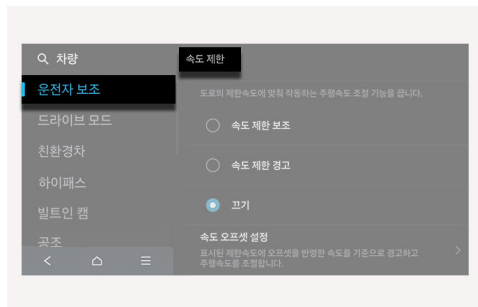 차량
운전자 보조
드라이브 모드
친환경차
하이패스
빌트인 캠
공조
속도 제한
도로의 제한속도에 맞춰 작동하는 주행속도 조절 기능을 끕니다.
속도 제한 보조
속도 제한 경고
끄기
속도 오프셋 설정
표시된 제한속도에 오프셋을 반영한 속도를 기준으로 경고하고
주행속도를 조절합니다.